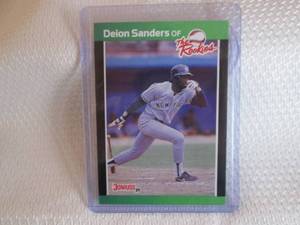 Deion Sanders OF
The
Rookies
NEW YORK
DONRUSS